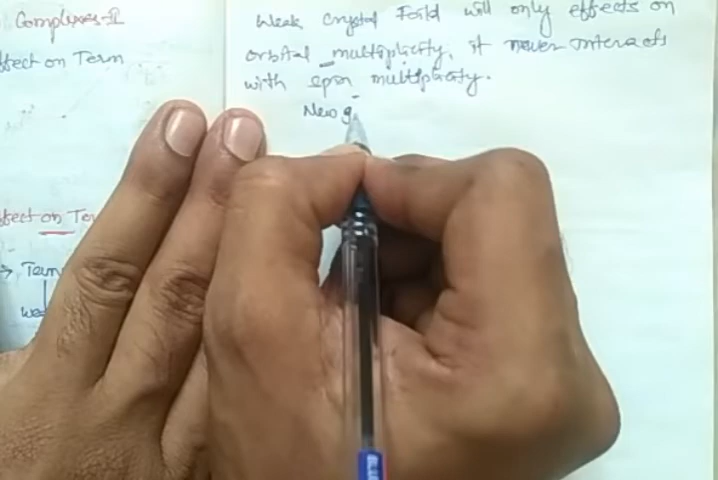 Complexes-II
ffect on Term
Weak crystal Field will only effects on
orbital multiplicity, it never interacts
with spin multiplicity.
New g
ffect on Te
→ Term
wea